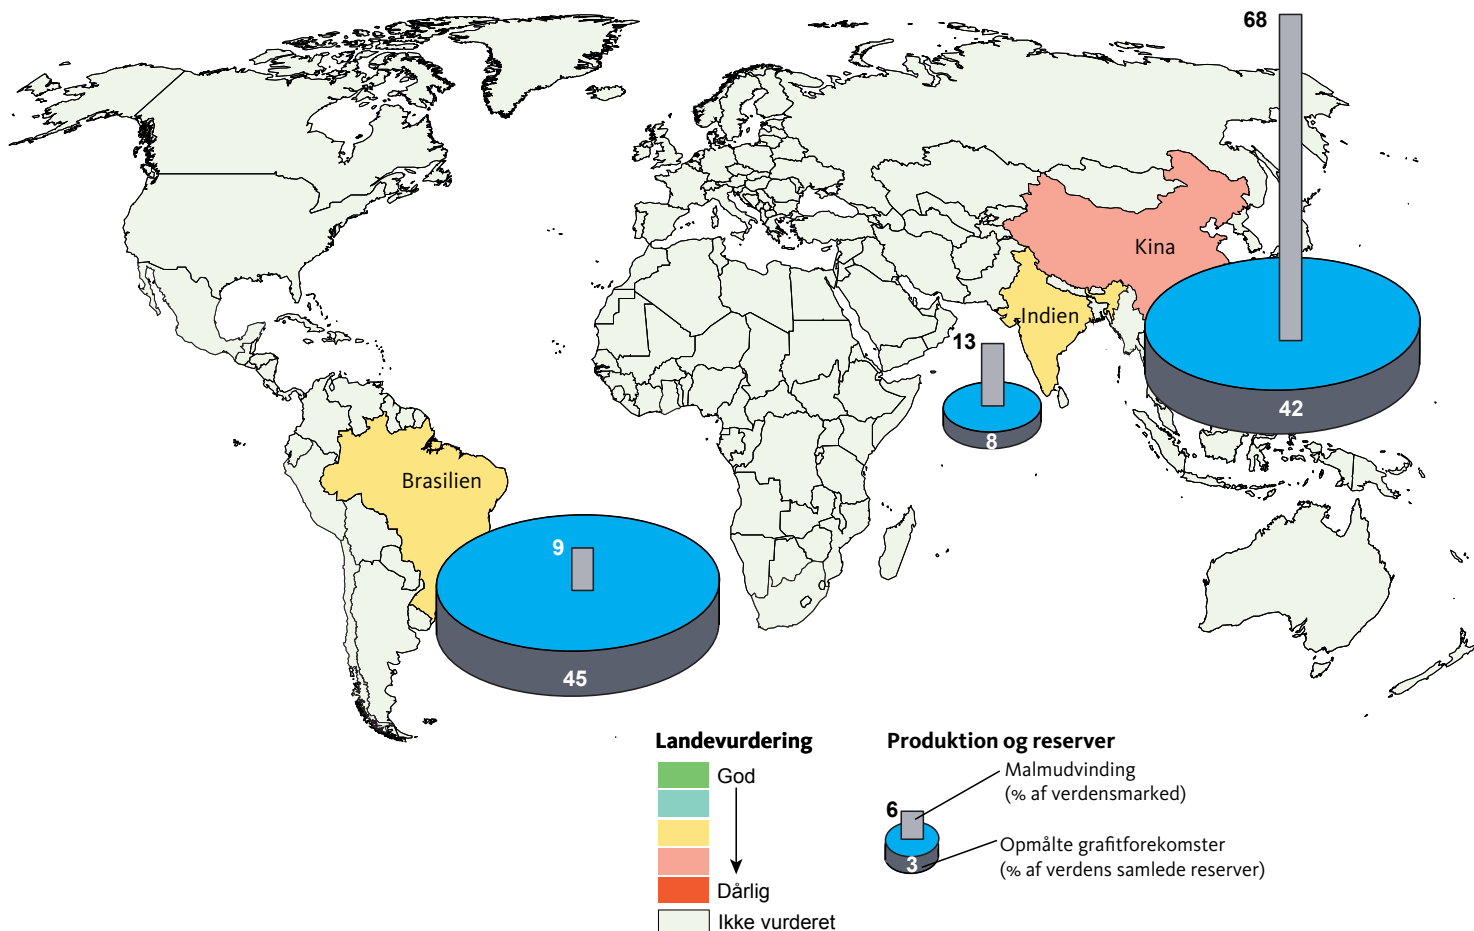 68
Kina
Indien
13
42
8
Brasilien
9
45
Landevurdering
God
Dårlig
Ikke vurderet
Produktion og reserver
Malmudvinding
(% af verdensmarked)
6
3
Opmålte grafitforekomster
(% af verdens samlede reserver)